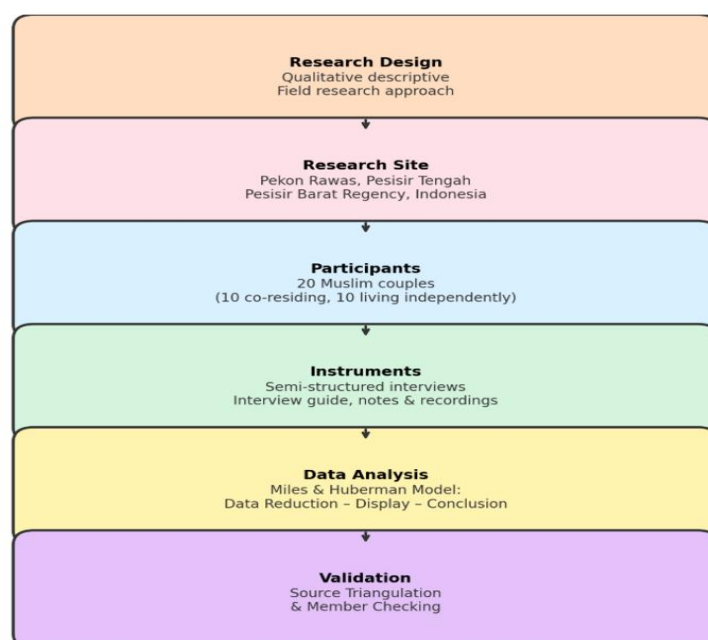 Research Design
Qualitative descriptive
Field research approach
Research Site
Pekon Rawas, Pesisir Tengah
Pesisir Barat Regency, Indonesia
Participants
20 Muslim couples
(10 co-residing, 10 living independently)
Instruments
Semi-structured interviews
Interview guide, notes & recordings
Data Analysis
Miles & Huberman Model:
Data Reduction – Display – Conclusion
Validation
Source Triangulation
& Member Checking